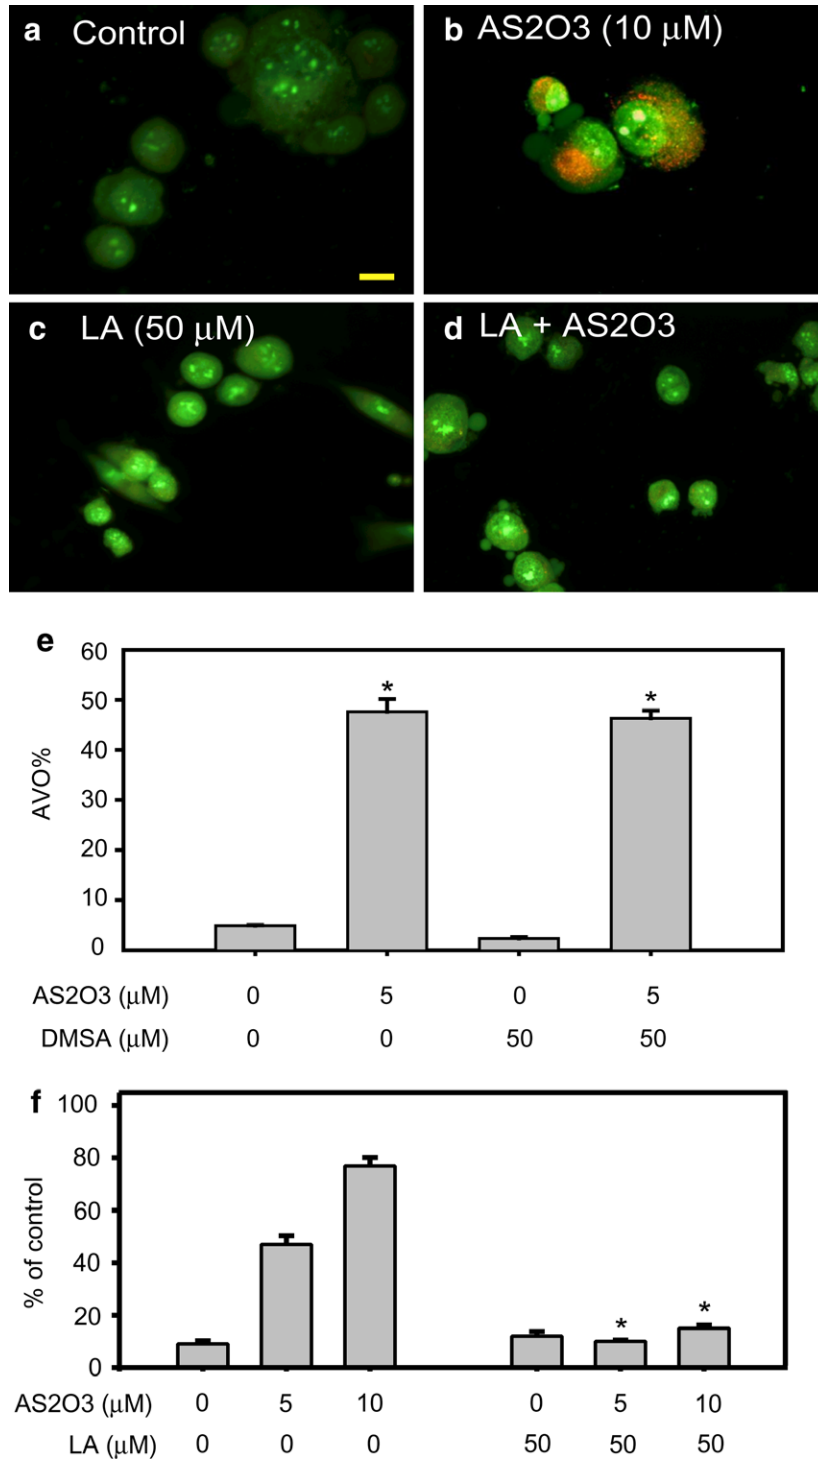 a Control
b AS2O3 (10 μM)
c LA (50 μM)
d LA + AS2O3
e
60
50
40
30
20
10
0
AVO%
*
*
AS2O3 (μM) 0 5 0 5
DMSA (μM) 0 0 50 50
f
100
80
60
40
20
0
% of control
*
*
AS2O3 (μM) 0 5 10 0 5 10
LA (μM) 0 0 0 50 50 50